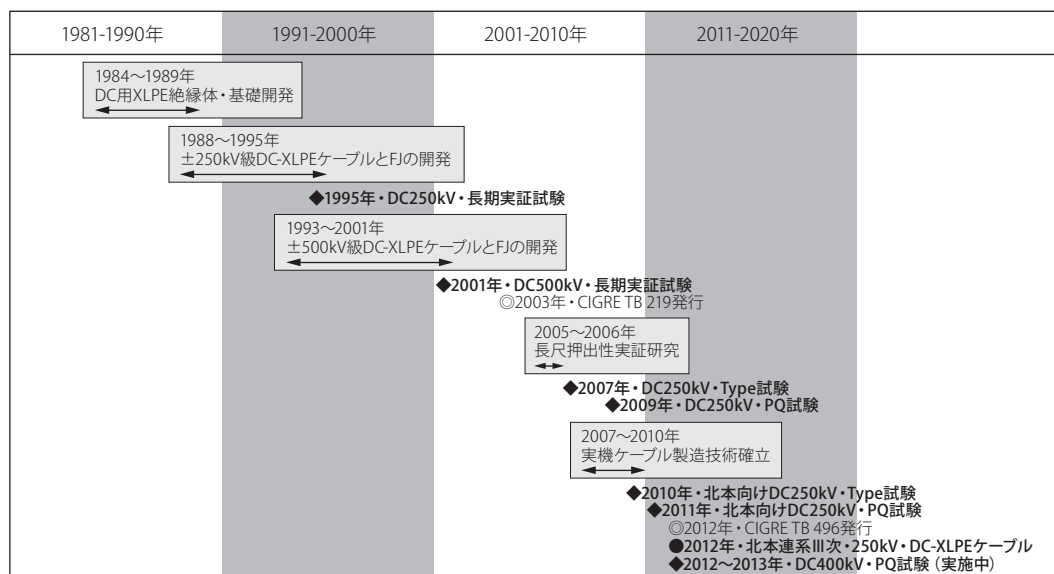 1981-1990年
1991-2000年
2001-2010年
2011-2020年
1984～1989年
DC用XLPE絶縁体・基礎開発
1988～1995年
±250kV級DC-XLPEケーブルとFJの開発
◆1995年・DC250kV・長期実証試験
1993～2001年
±500kV級DC-XLPEケーブルとFJの開発
◆2001年・DC500kV・長期実証試験
◎2003年・CIGRE TB 219発行
2005～2006年
長尺押出性実証研究
◆2007年・DC250kV・Type試験
◆2009年・DC250kV・PQ試験
2007～2010年
実機ケーブル製造技術確立
◆2010年・北本向けDC250kV・Type試験
◆2011年・北本向けDC250kV・PQ試験
◎2012年・CIGRE TB 496発行
●2012年・北本連系Ⅲ次・250kV・DC-XLPEケーブル
◆2012～2013年・DC400kV・PQ試験（実施中）